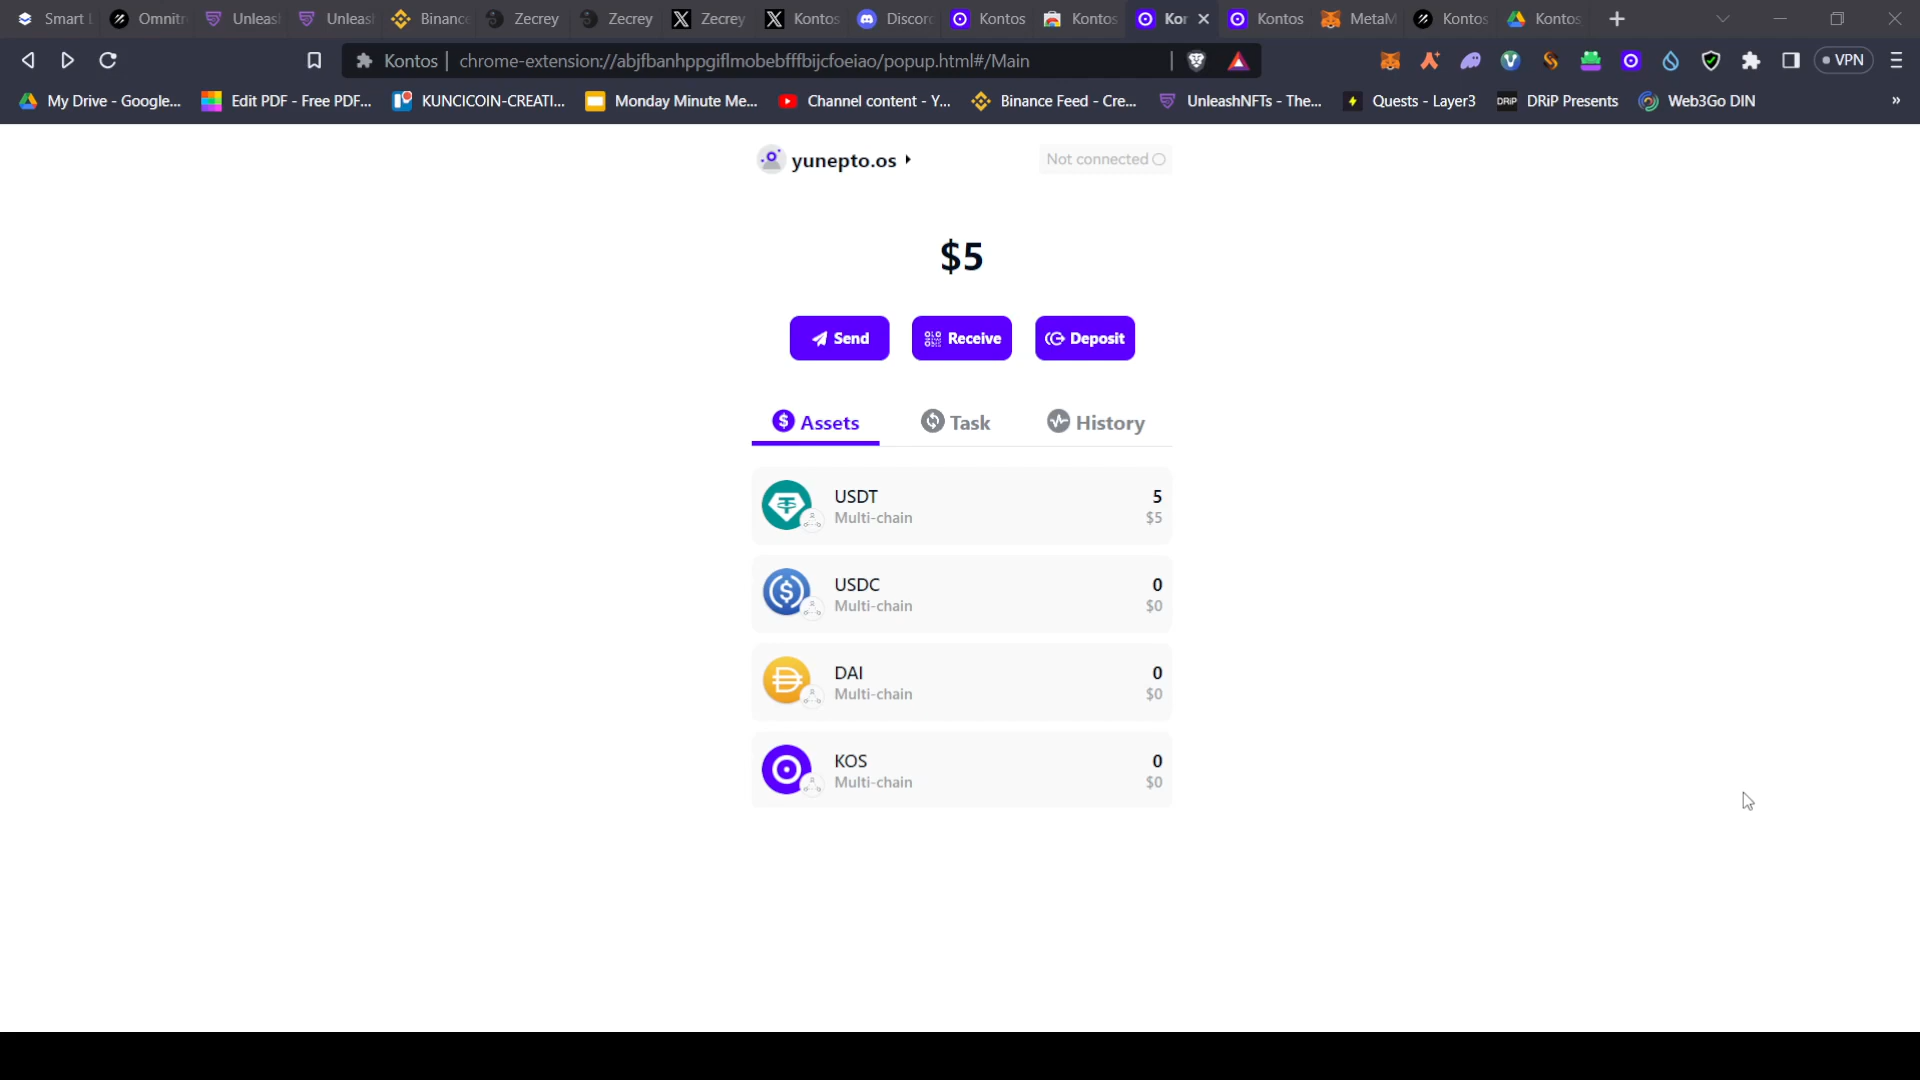 Smart L
Omnitr
Unleas
Unleas
Binance
Zecrey
Zecrey
Zecrey
Kontos
Discord
Kontos
Kontos
Kon
Kontos
MetaM
Kontos
Kontos
Kontos
chrome-extension://abjfbanhppgiflmobebfffbijcfoeiao/popup.html#/Main
VPN
My Drive - Google...
Edit PDF - Free PDF...
KUNCICOIN-CREATI...
Monday Minute Me...
Channel content - Y...
Binance Feed - Cre...
UnleashNFTs - The...
Quests - Layer3
DRiP Presents
Web3Go DIN
»
yunepto.os
Not connected
$5
Send
Receive
Deposit
Assets
Task
History
USDT
5
Multi-chain
$5
USDC
0
Multi-chain
$0
DAI
0
Multi-chain
$0
KOS
0
Multi-chain
$0